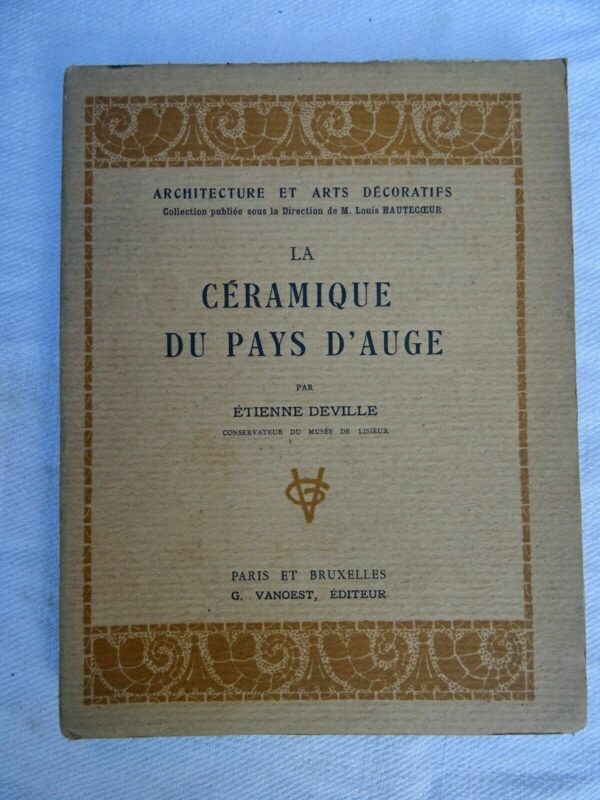 ARCHITECTURE ET ARTS DÉCORATIFS
Collection publiée sous la Direction de M. Louis HAUTECŒUR
LA
CÉRAMIQUE
DU PAYS D'AUGE
PAR
ÉTIENNE DEVILLE
CONSERVATEUR DU MUSÉE DE LISIEUX
GV
PARIS ET BRUXELLES
G. VANOEST, ÉDITEUR